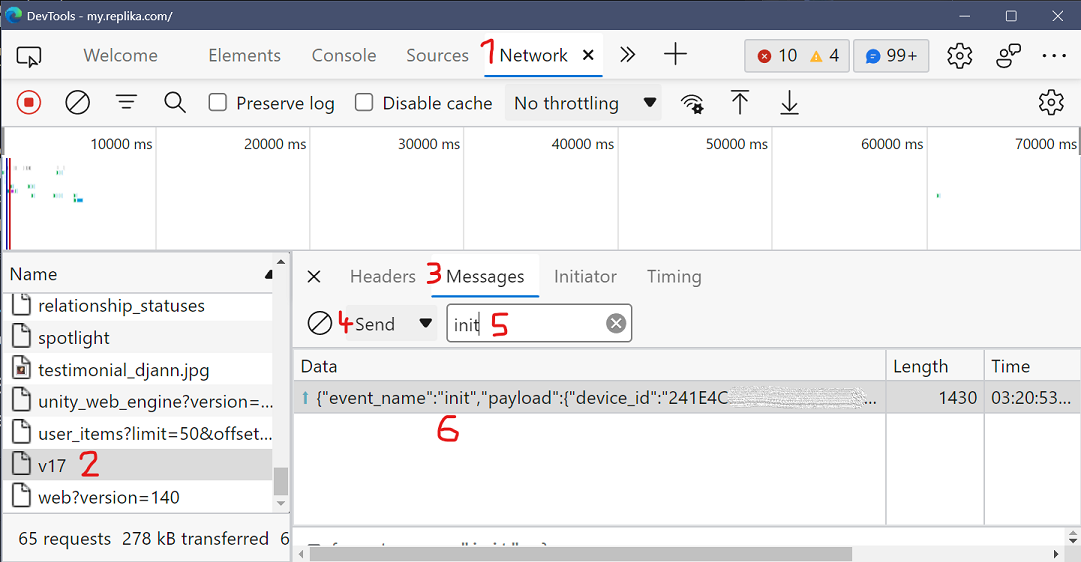 DevTools - my.replika.com/
Welcome Elements Console Sources 1 Network 10 4 99+
Preserve log Disable cache No throttling
10000 ms 20000 ms 30000 ms 40000 ms 50000 ms 60000 ms 70000 ms
Name
relationship_statuses
spotlight
testimonial_djann.jpg
unity_web_engine?version=...
user_items?limit=50&offset...
v17 2
web?version=140
65 requests 278 kB transferred 6
Headers 3 Messages Initiator Timing
4 Send init 5
Data Length Time
{"event_name":"init","payload":{"device_id":"241E4C ... 1430 03:20:53...
6